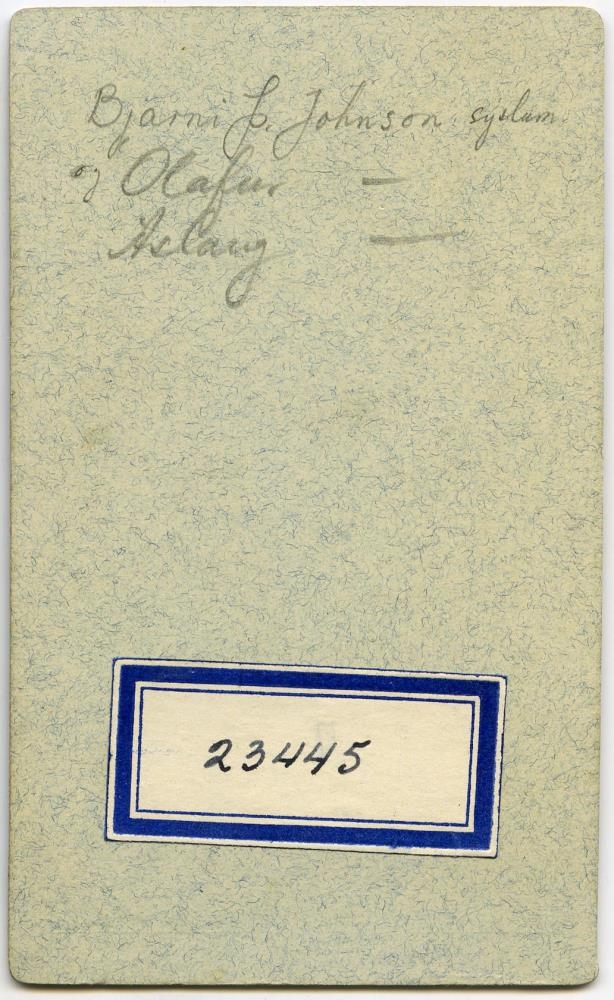 Bjarni Þ. Johnson syslum.
og Olafur —
Aslaug —
23445